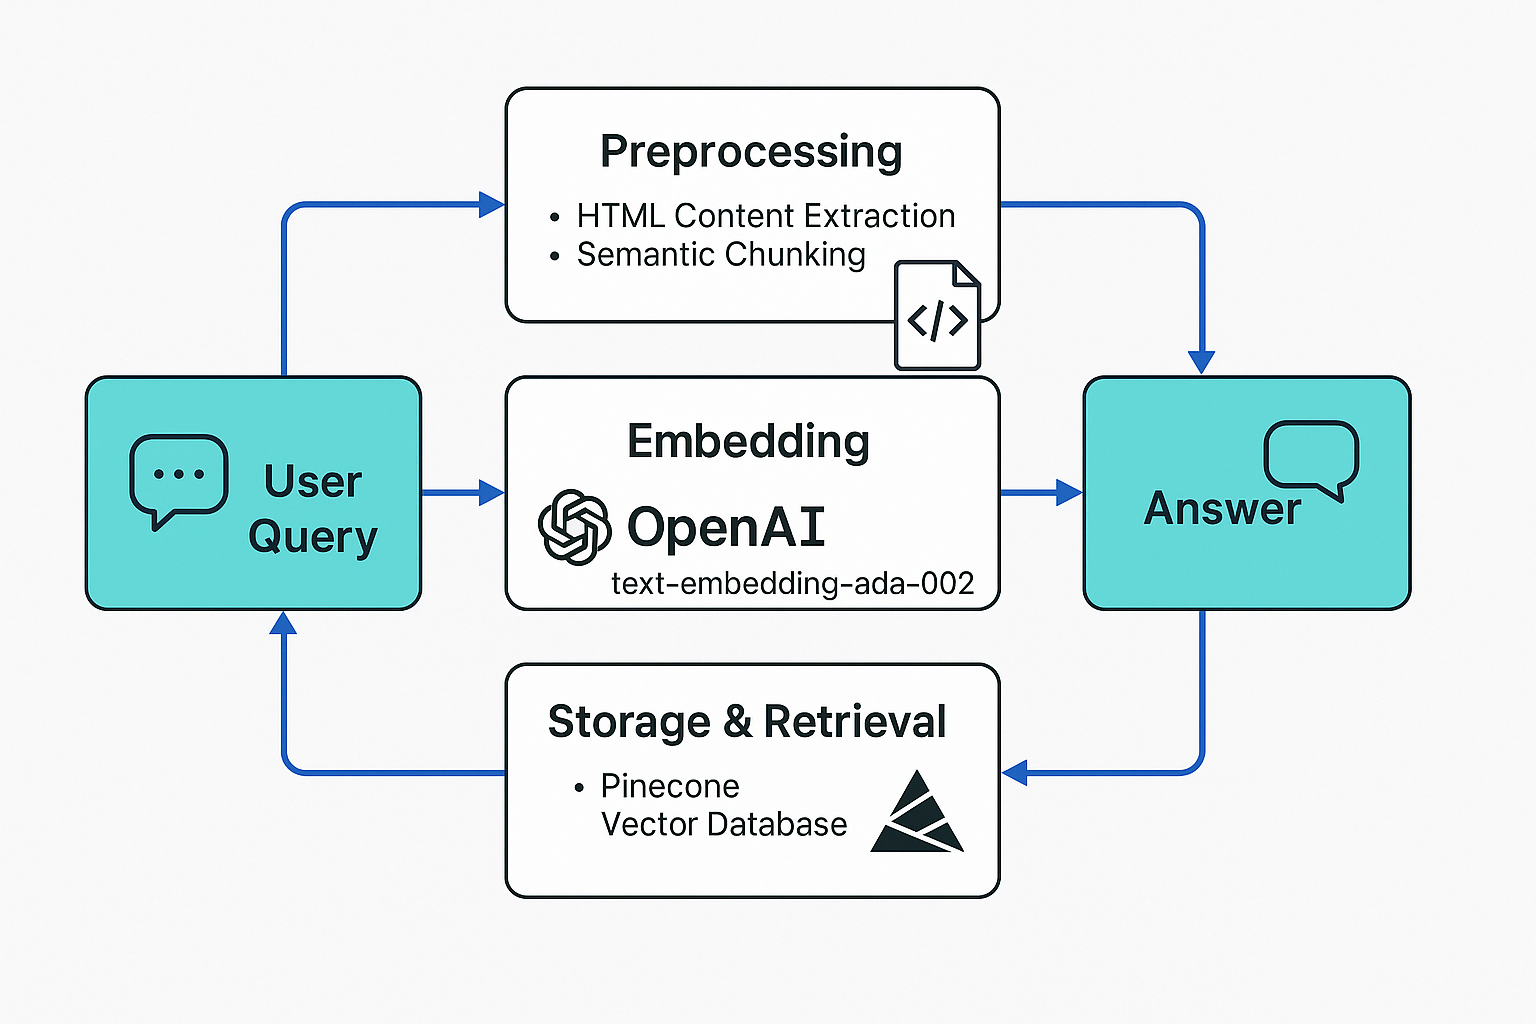 Preprocessing
• HTML Content Extraction
• Semantic Chunking
</>
User
Query
Embedding
OpenAI
text-embedding-ada-002
Answer
Storage & Retrieval
• Pinecone
Vector Database